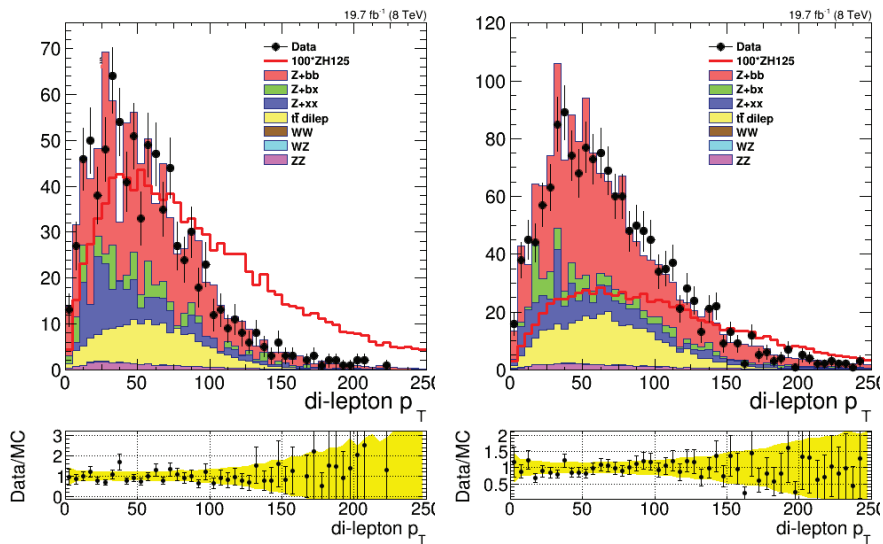 19.7 fb⁻¹ (8 TeV)
70
60
50
40
30
20
10
0
Data
100*ZH125
Z+bb
Z+bx
Z+xx
tt̄ dilep
WW
WZ
ZZ
0 50 100 150 200 250
di-lepton p_T
Data/MC
3
2
1
0
0 50 100 150 200 250
di-lepton p_T
19.7 fb⁻¹ (8 TeV)
120
100
80
60
40
20
0
Data
100*ZH125
Z+bb
Z+bx
Z+xx
tt̄ dilep
WW
WZ
ZZ
0 50 100 150 200 250
di-lepton p_T
Data/MC
2
1.5
1
0.5
0 50 100 150 200 250
di-lepton p_T